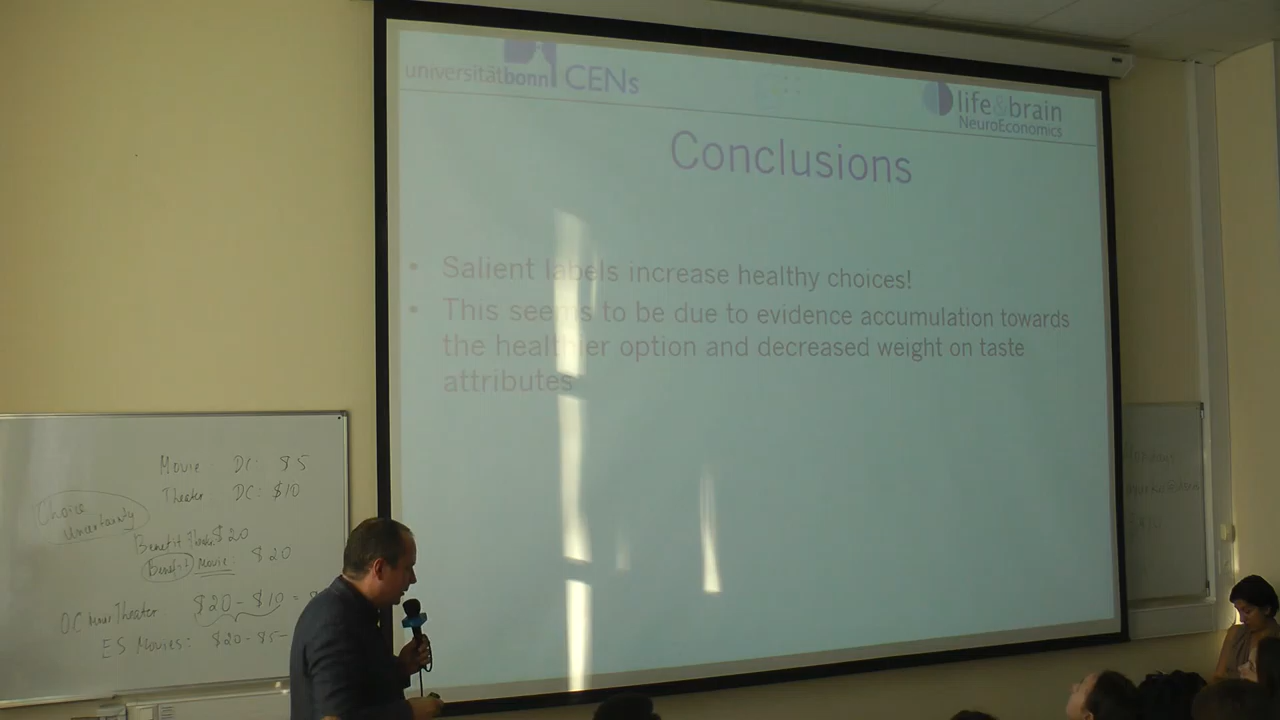 universitätbonn CENs
life&brain
NeuroEconomics
Conclusions
• Salient labels increase healthy choices!
• This seems to be due to evidence accumulation towards
the healthier option and decreased weight on taste
attributes
Movie: DC: $5
Theater DC: $10
Choice
Uncertainty
Benefit $20
Benefit Movie: $20
OC Theater $20 - $10 =
ES Movies: $20 - $5 -